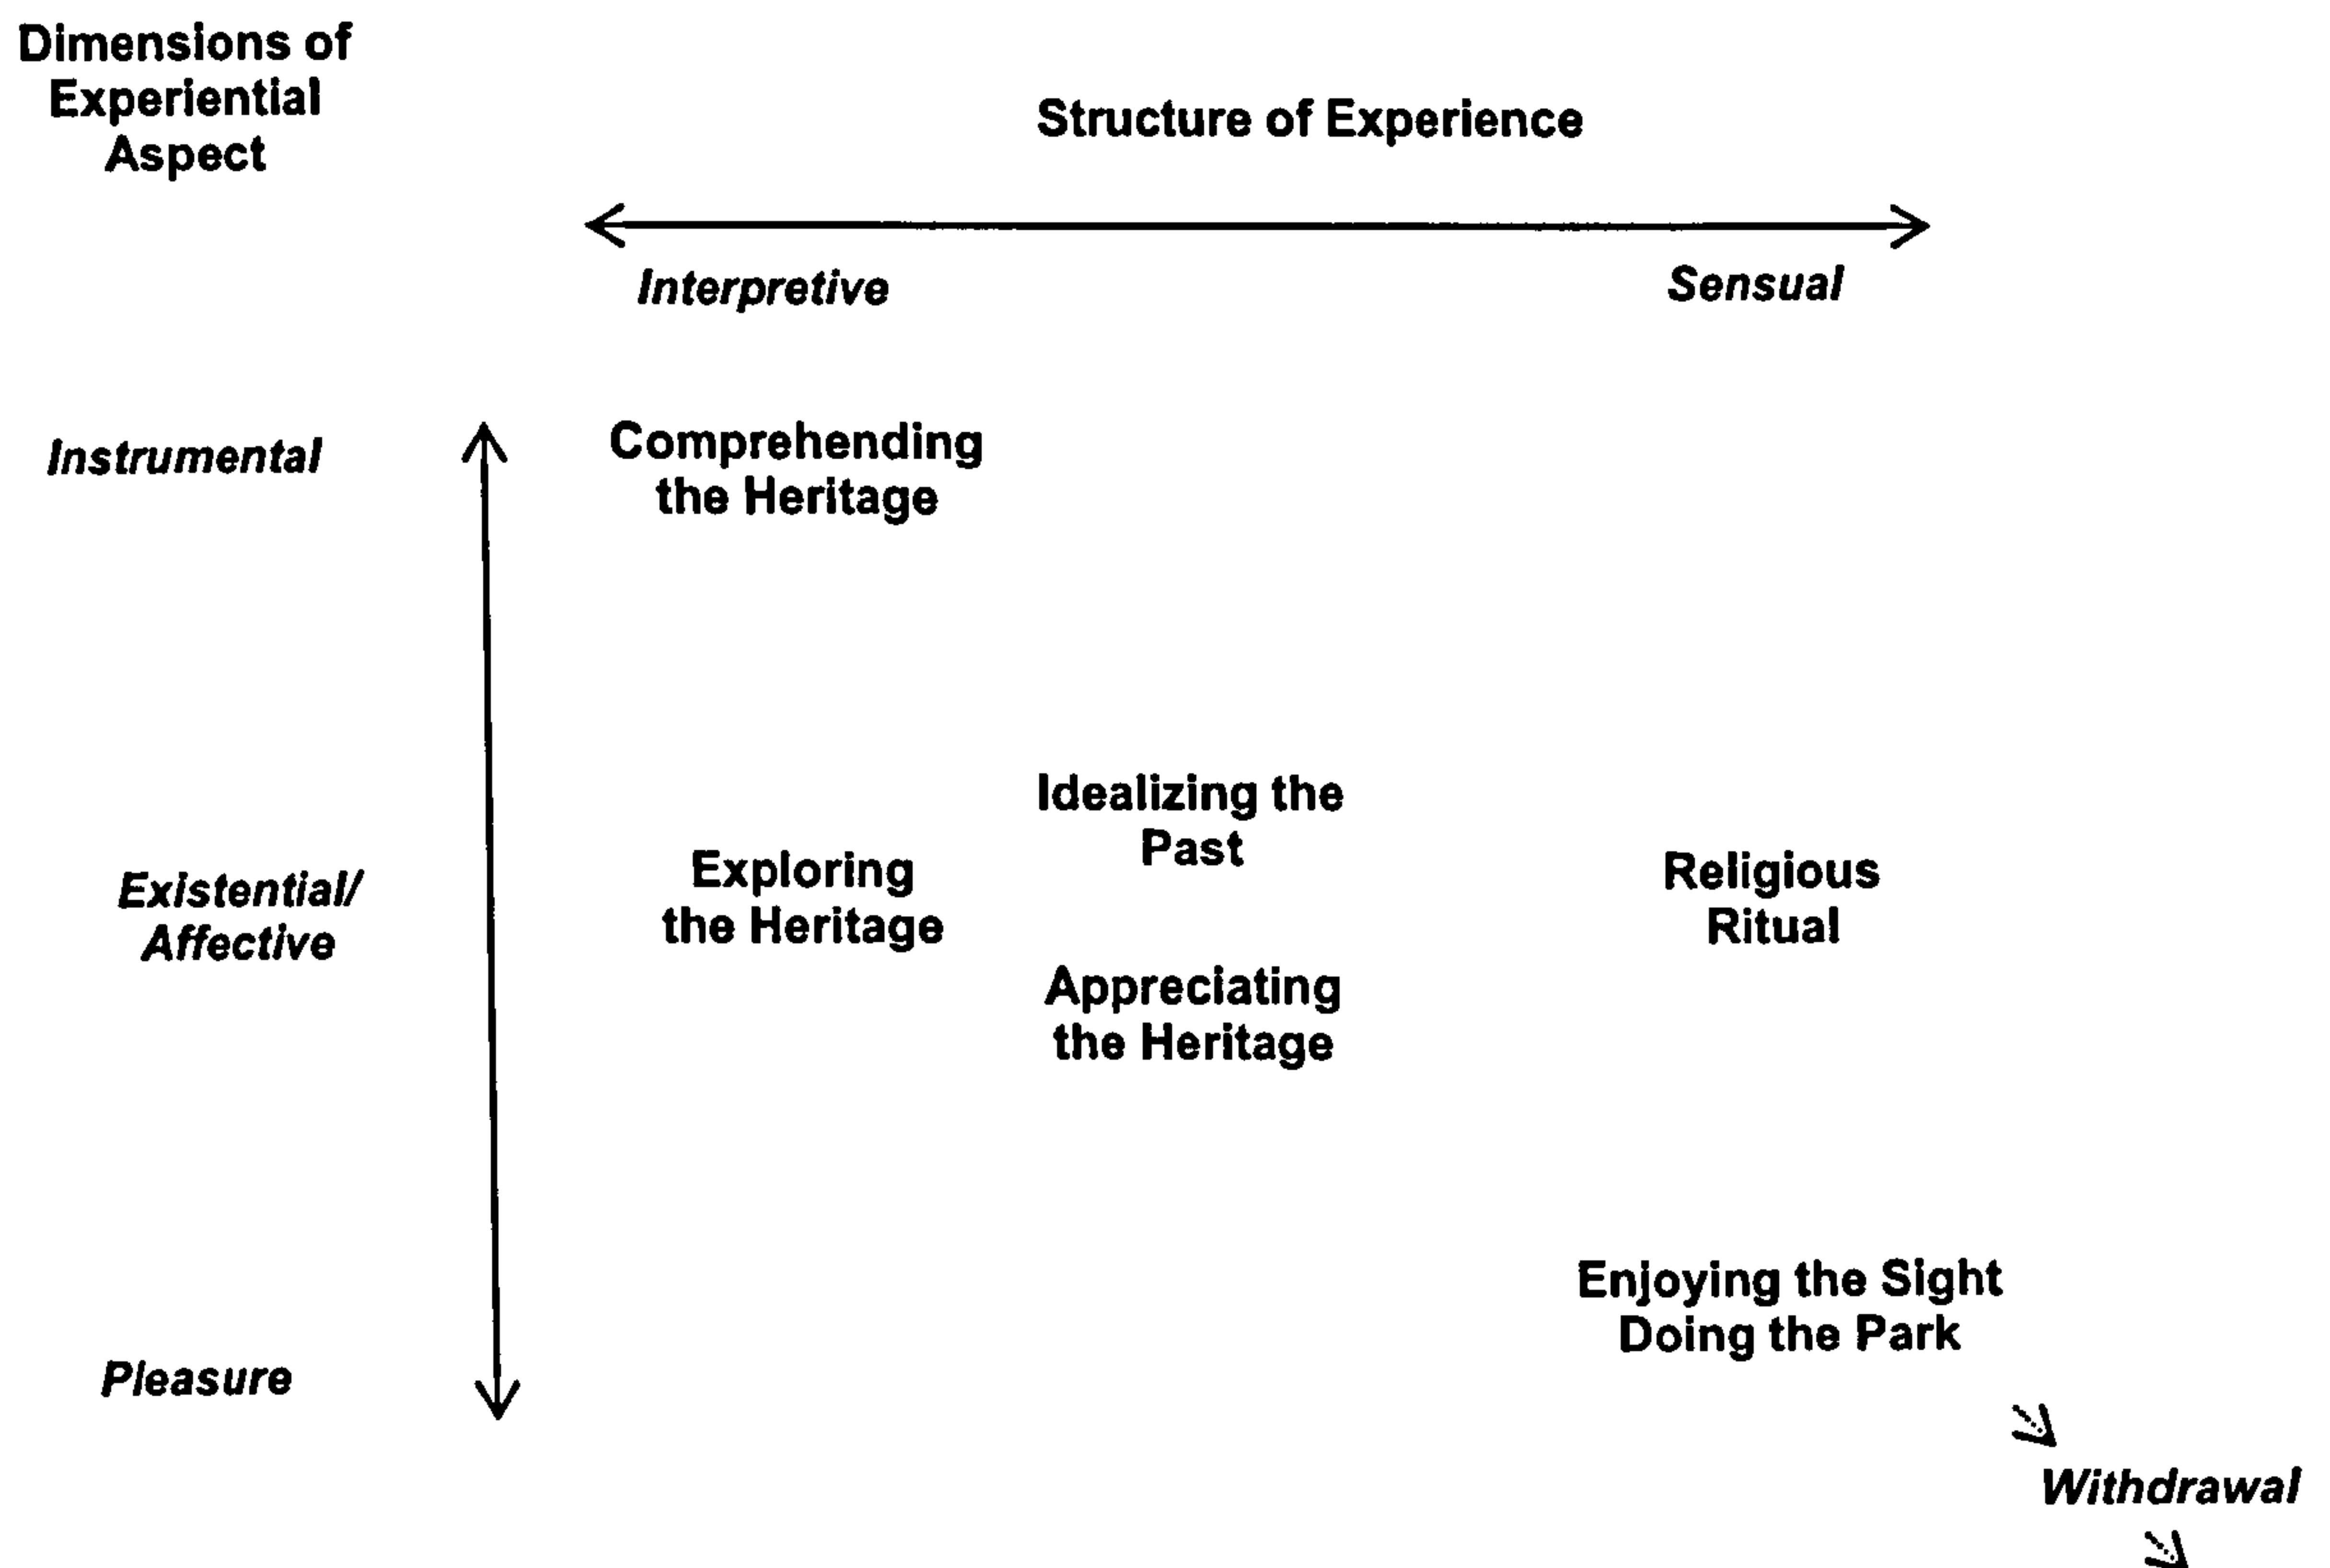 Dimensions of
Experiential
Aspect
Structure of Experience
Interpretive
Sensual
Instrumental
Comprehending
the Heritage
Existential/
Affective
Exploring
the Heritage
Idealizing the
Past
Appreciating
the Heritage
Religious
Ritual
Pleasure
Enjoying the Sight
Doing the Park
Withdrawal